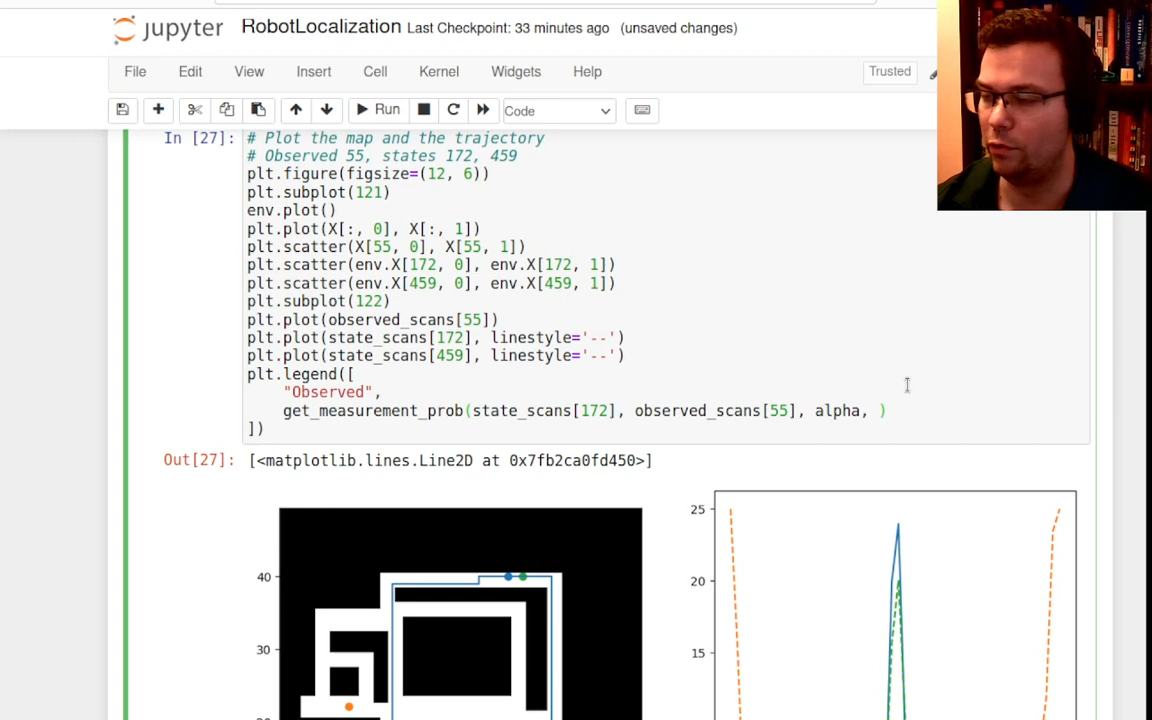 jupyter RobotLocalization Last Checkpoint: 33 minutes ago (unsaved changes)
File Edit View Insert Cell Kernel Widgets Help Trusted
Run Code
In [27]: # Plot the map and the trajectory
# Observed 55, states 172, 459
plt.figure(figsize=(12, 6))
plt.subplot(121)
env.plot()
plt.plot(X[:, 0], X[:, 1])
plt.scatter(X[55, 0], X[55, 1])
plt.scatter(env.X[172, 0], env.X[172, 1])
plt.scatter(env.X[459, 0], env.X[459, 1])
plt.subplot(122)
plt.plot(observed_scans[55])
plt.plot(state_scans[172], linestyle='--')
plt.plot(state_scans[459], linestyle='--')
plt.legend([
"Observed",
get_measurement_prob(state_scans[172], observed_scans[55], alpha, )
])
Out[27]: [<matplotlib.lines.Line2D at 0x7fb2ca0fd450>]
25
40
20
30
15